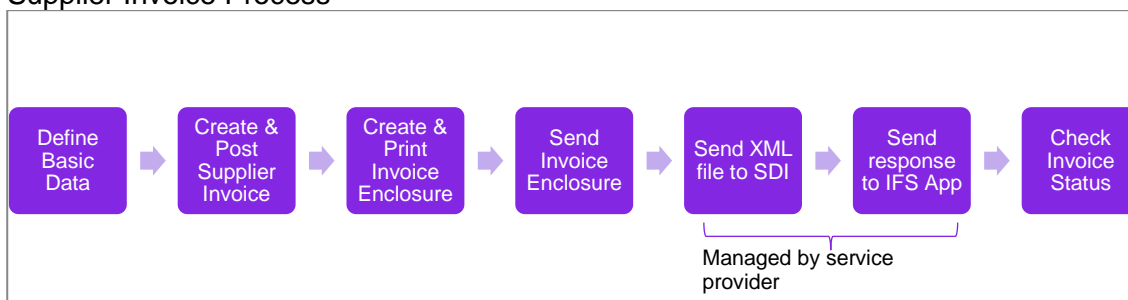 Supplier Invoice Process
Define
Basic
Data
Create &
Post
Supplier
Invoice
Create &
Print
Invoice
Enclosure
Send
Invoice
Enclosure
Send XML
file to SDI
Send
response
to IFS App
Check
Invoice
Status
Managed by service
provider